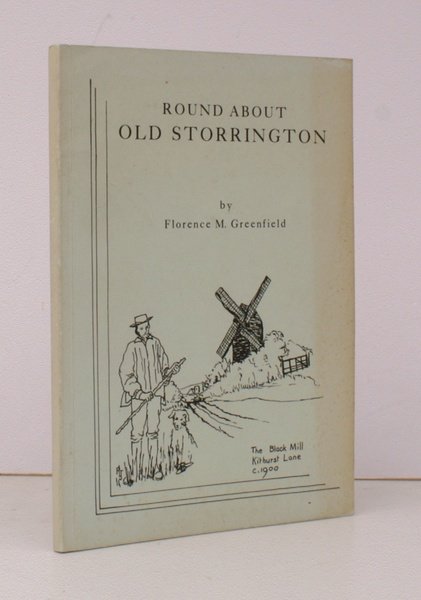 ROUND ABOUT
OLD STORRINGTON
by
Florence M. Greenfield
The Black Mill
Kithurst Lane
c.1900